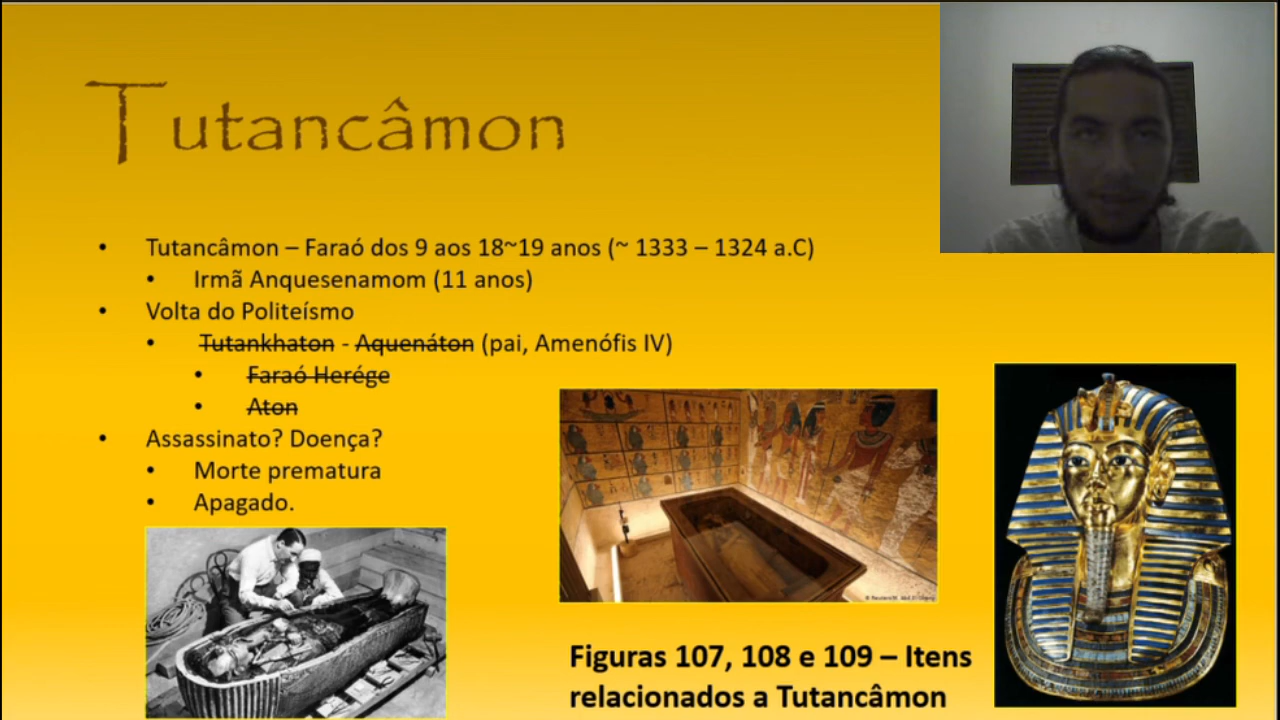 Tutancâmon
• Tutancâmon – Faraó dos 9 aos 18~19 anos (~ 1333 – 1324 a.C)
• Irmã Anquesenamom (11 anos)
• Volta do Politeísmo
• Tutankhaton - Aquenáton (pai, Amenófis IV)
• Faraó Herége
• Aton
• Assassinato? Doença?
• Morte prematura
• Apagado.
Figuras 107, 108 e 109 – Itens
relacionados a Tutancâmon